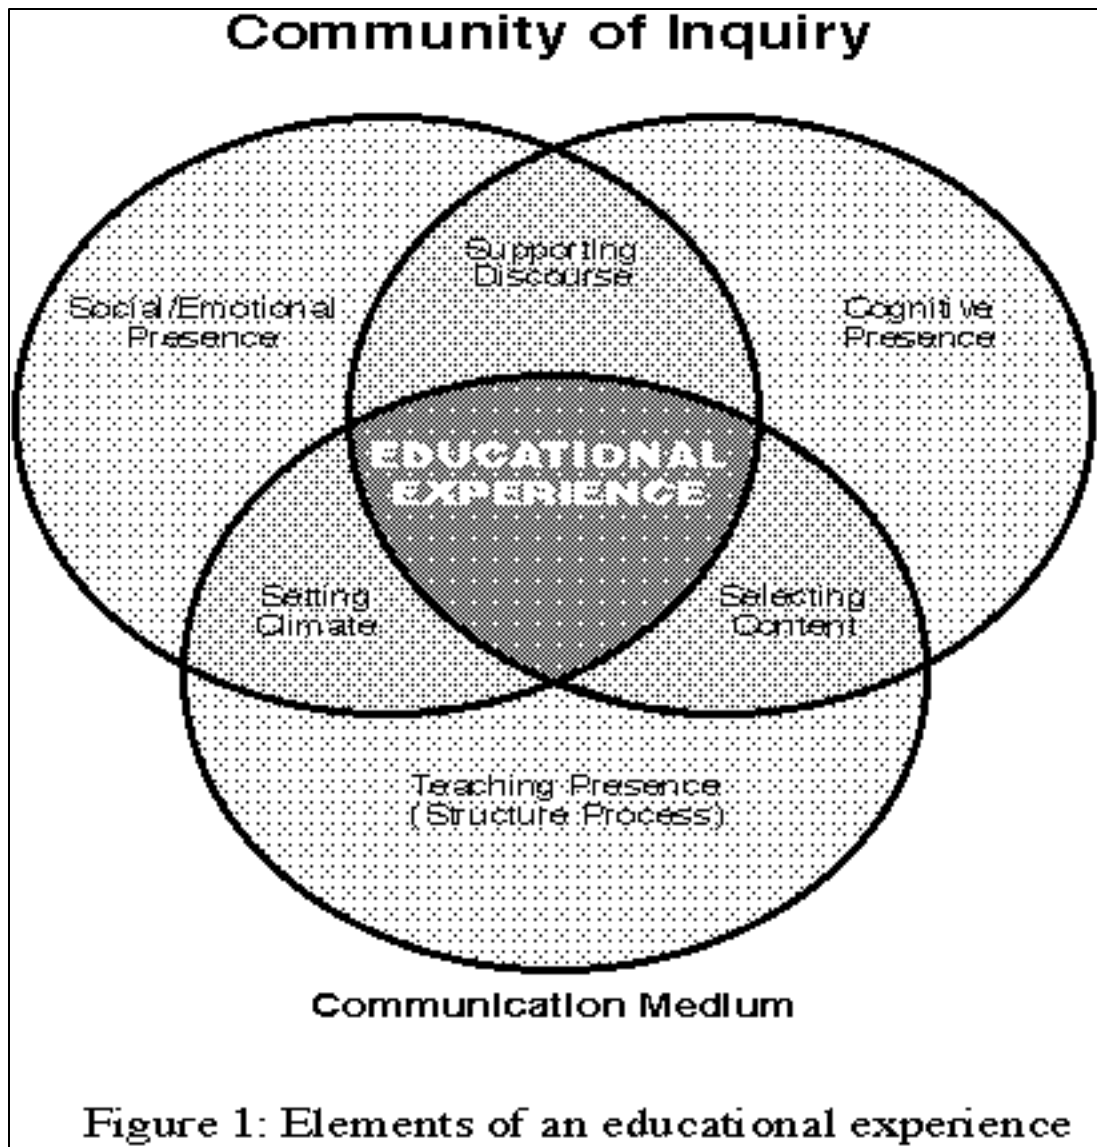 Community of Inquiry
Supporting
Discourse
Social/Emotional
Presence
Cognitive
Presence
EDUCATIONAL
EXPERIENCE
Setting
Climate
Selecting
Content
Teaching Presence
(Structure Process)
Communication Medium
Figure 1: Elements of an educational experience